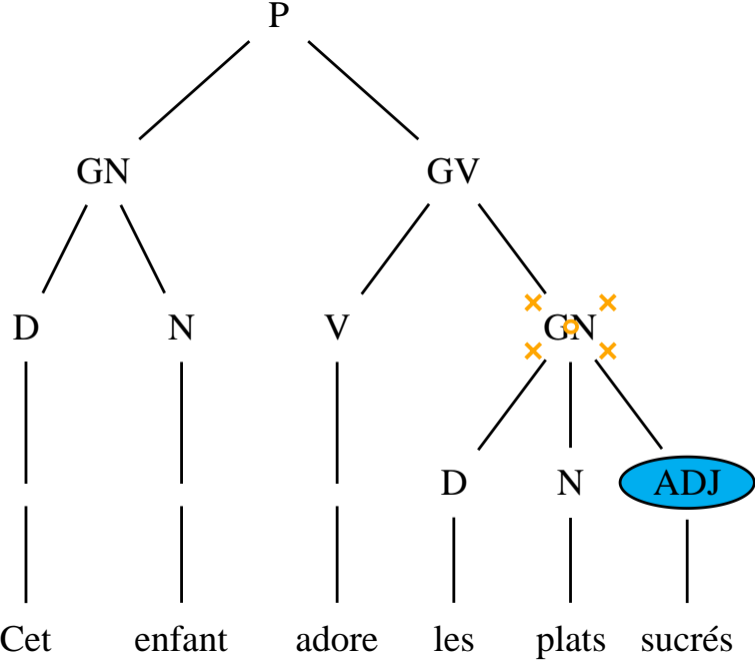 P
GN GV
D N V GN
D N ADJ
Cet enfant adore les plats sucrés